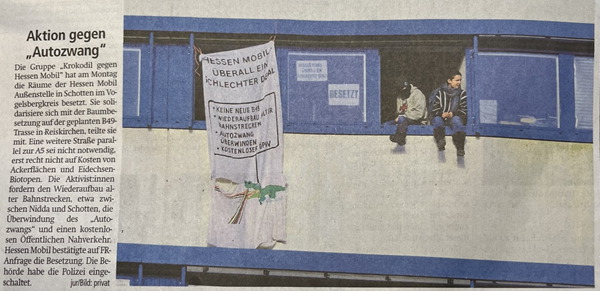 Aktion gegen
„Autozwang“
Die Gruppe „Krokodil gegen
Hessen Mobil“ hat am Montag
die Räume der Hessen Mobil
Außenstelle in Schotten im Vo-
gelsbergkreis besetzt. Sie soli-
darisiere sich mit der Baumbe-
setzung auf der geplanten B49-
Trasse in Reiskirchen, teilte sie
mit. Eine weitere Straße paral-
lel zur A5 sei nicht notwendig,
erst recht nicht auf Kosten von
Ackerflächen und Eidechsen-
Biotopen. Die Aktivist:innen
fordern den Wiederaufbau al-
ter Bahnstrecken, etwa zwi-
schen Nidda und Schotten, die
Überwindung des „Auto-
zwangs“ und einen kostenlo-
sen Öffentlichen Nahverkehr.
Hessen Mobil bestätigte auf FR-
Anfrage die Besetzung. Die Be-
hörde habe die Polizei einge-
schaltet. jur/Bild: privat
HESSEN MOBIL
ÜBERALL EIN
SCHLECHTER DEAL
• KEINE NEUE
• WIEDERAUFBAU ALTER
BAHNSTRECKEN
• AUTOZWANG
ÜBERWINDEN
• KOSTENLOSER ÖPNV
BESETZT